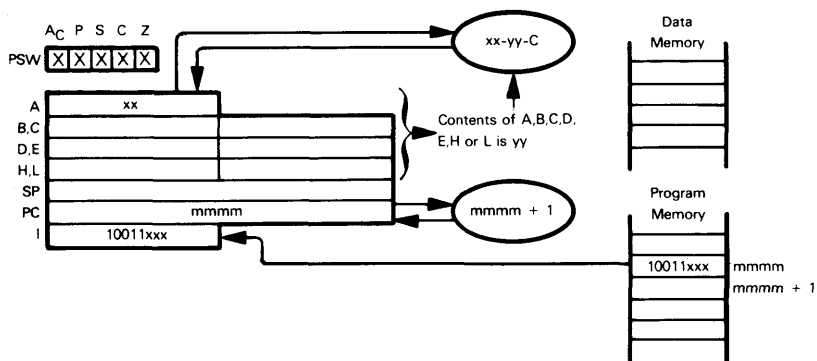 AC P S C Z
PSW X X X X X
xx-yy-C
Data
Memory
A xx
B,C
D,E
H,L
SP
PC mmmm
I 10011xxx
Contents of A,B,C,D,
E,H or L is yy
mmmm + 1
Program
Memory
10011xxx mmmm
mmmm + 1